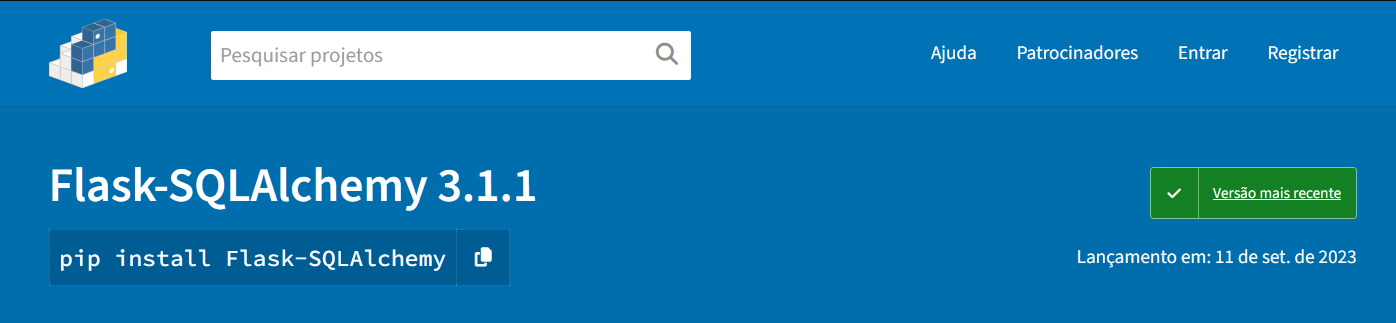 Pesquisar projetos
Ajuda Patrocinadores Entrar Registrar
Flask-SQLAlchemy 3.1.1
Versão mais recente
pip install Flask-SQLAlchemy
Lançamento em: 11 de set. de 2023